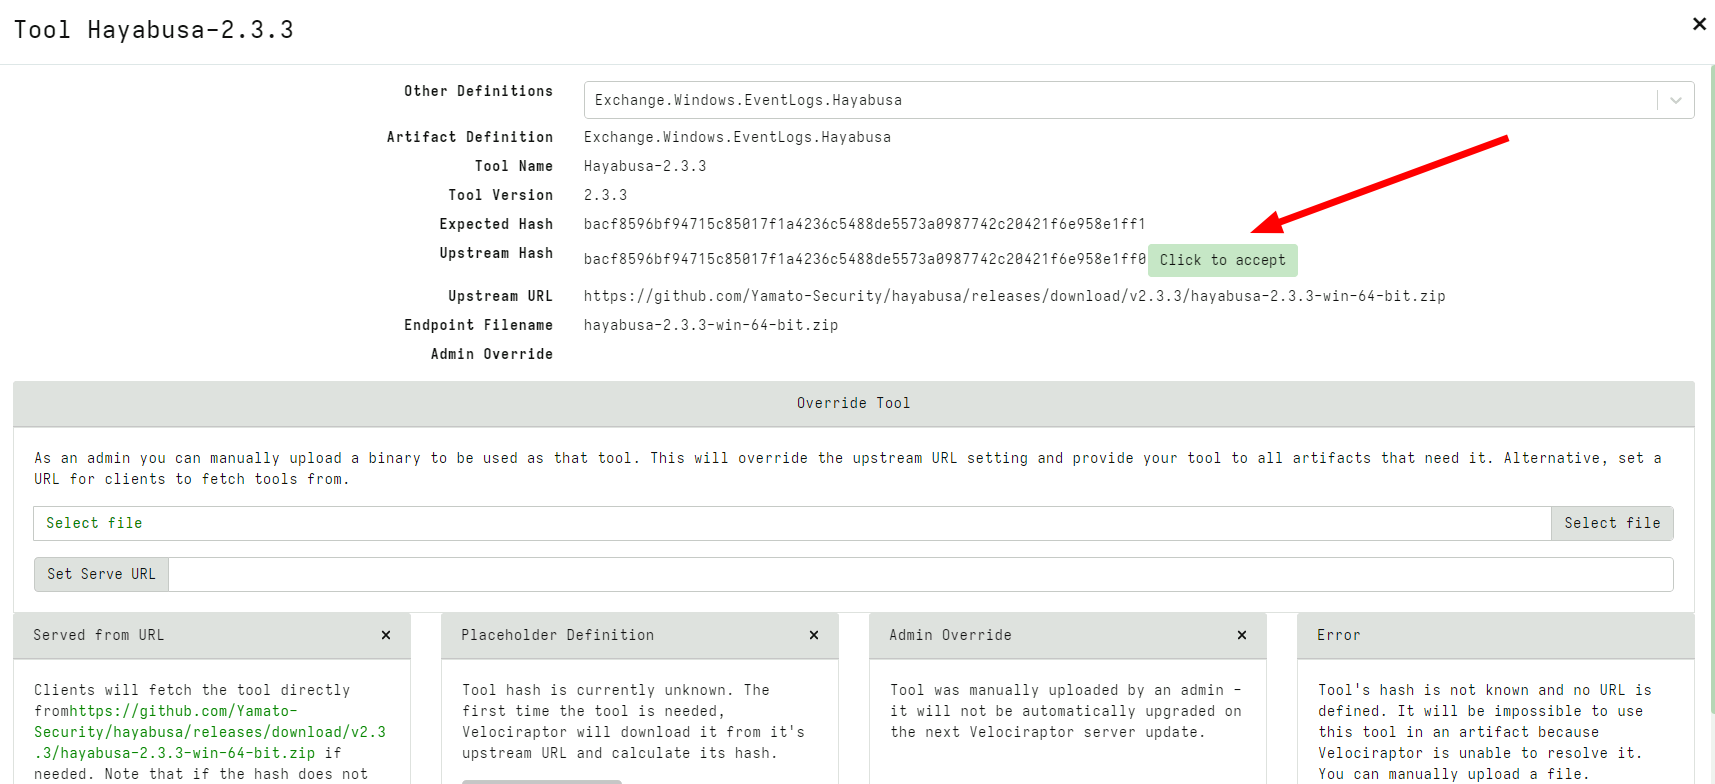 Tool Hayabusa-2.3.3
×
Other Definitions
Exchange.Windows.EventLogs.Hayabusa
Artifact Definition Exchange.Windows.EventLogs.Hayabusa
Tool Name Hayabusa-2.3.3
Tool Version 2.3.3
Expected Hash bacf8596bf94715c85017f1a4236c5488de5573a0987742c20421f6e958e1ff1
Upstream Hash bacf8596bf94715c85017f1a4236c5488de5573a0987742c20421f6e958e1ff0 Click to accept
Upstream URL https://github.com/Yamato-Security/hayabusa/releases/download/v2.3.3/hayabusa-2.3.3-win-64-bit.zip
Endpoint Filename hayabusa-2.3.3-win-64-bit.zip
Admin Override
Override Tool
As an admin you can manually upload a binary to be used as that tool. This will override the upstream URL setting and provide your tool to all artifacts that need it. Alternative, set a
URL for clients to fetch tools from.
Select file Select file
Set Serve URL
Served from URL ×
Clients will fetch the tool directly
fromhttps://github.com/Yamato-
Security/hayabusa/releases/download/v2.3
.3/hayabusa-2.3.3-win-64-bit.zip if
needed. Note that if the hash does not
Placeholder Definition ×
Tool hash is currently unknown. The
first time the tool is needed,
Velociraptor will download it from it's
upstream URL and calculate its hash.
Admin Override ×
Tool was manually uploaded by an admin -
it will not be automatically upgraded on
the next Velociraptor server update.
Error
Tool's hash is not known and no URL is
defined. It will be impossible to use
this tool in an artifact because
Velociraptor is unable to resolve it.
You can manually upload a file.